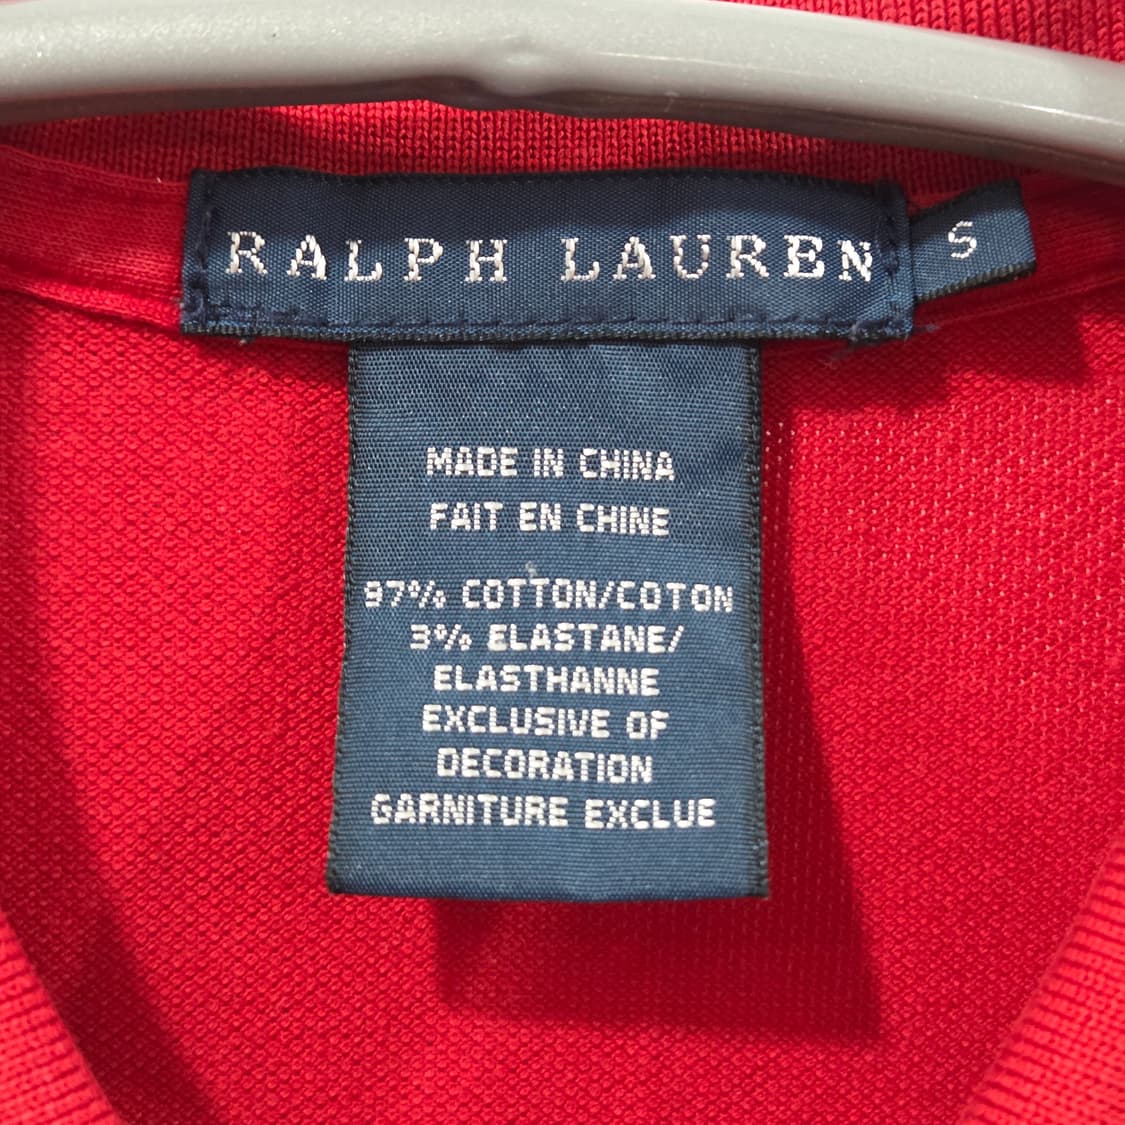 RALPH LAUREN
S
MADE IN CHINA
FAIT EN CHINE
97% COTTON/COTON
3% ELASTANE/
ELASTHANNE
EXCLUSIVE OF
DECORATION
GARNITURE EXCLUE